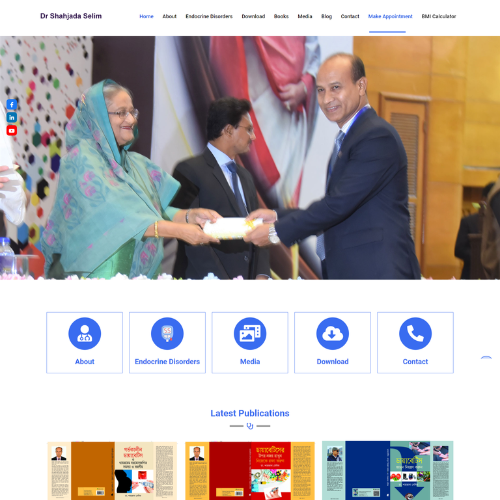 Dr Shahjada Selim
Home About Endocrine Disorders Download Books Media Blog Contact Make Appointment BMI Calculator
About Endocrine Disorders Media Download Contact
Latest Publications
ডায়াবেটিসের